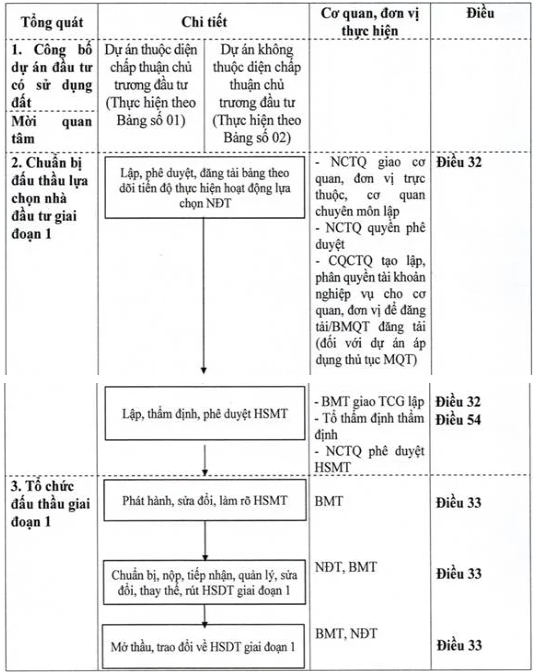 Tổng quát
Chi tiết
Cơ quan, đơn vị
thực hiện
Điều
1. Công bố
dự án đầu tư
có sử dụng
đất
Mời quan
tâm
Dự án thuộc diện
chấp thuận chủ
trương đầu tư
(Thực hiện theo
Bảng số 01)
Dự án không
thuộc diện chấp
thuận chủ
trương đầu tư
(Thực hiện theo
Bảng số 02)
2. Chuẩn bị
đấu thầu lựa
chọn nhà
đầu tư giai
đoạn 1
Lập, phê duyệt, đăng tải bảng theo
dõi tiến độ thực hiện hoạt động lựa
chọn NĐT
- NCTQ giao cơ
quan, đơn vị trực
thuộc, cơ quan
chuyên môn lập
- NCTQ quyền phê
duyệt
- CQCTQ tạo lập,
phân quyền tài khoản
nghiệp vụ cho cơ
quan, đơn vị để đăng
tải/BMQT đăng tải
(đối với dự án áp
dụng thủ tục MQT)
Điều 32
Lập, thẩm định, phê duyệt HSMT
- BMT giao TCG lập
- Tổ thẩm định thẩm
định
- NCTQ phê duyệt
HSMT
Điều 32
Điều 54
3. Tổ chức
đấu thầu giai
đoạn 1
Phát hành, sửa đổi, làm rõ HSMT
BMT
Điều 33
Chuẩn bị, nộp, tiếp nhận, quản lý, sửa
đổi, thay thế, rút HSDT giai đoạn 1
NĐT, BMT
Điều 33
Mở thầu, trao đổi về HSDT giai đoạn 1
BMT, NĐT
Điều 33